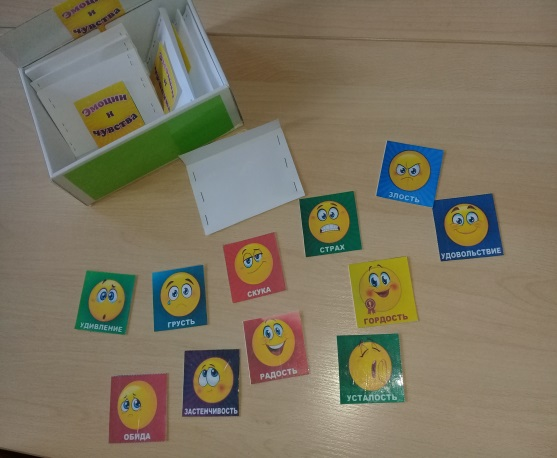 Эмоции
и
Чувства
Эмоции
и
Чувства
ЗЛОСТЬ
УДОВОЛЬСТВИЕ
СТРАХ
СКУКА
ГОРДОСТЬ
УДИВЛЕНИЕ
ГРУСТЬ
РАДОСТЬ
УСТАЛОСТЬ
ЗАСТЕНЧИВОСТЬ
ОБИДА